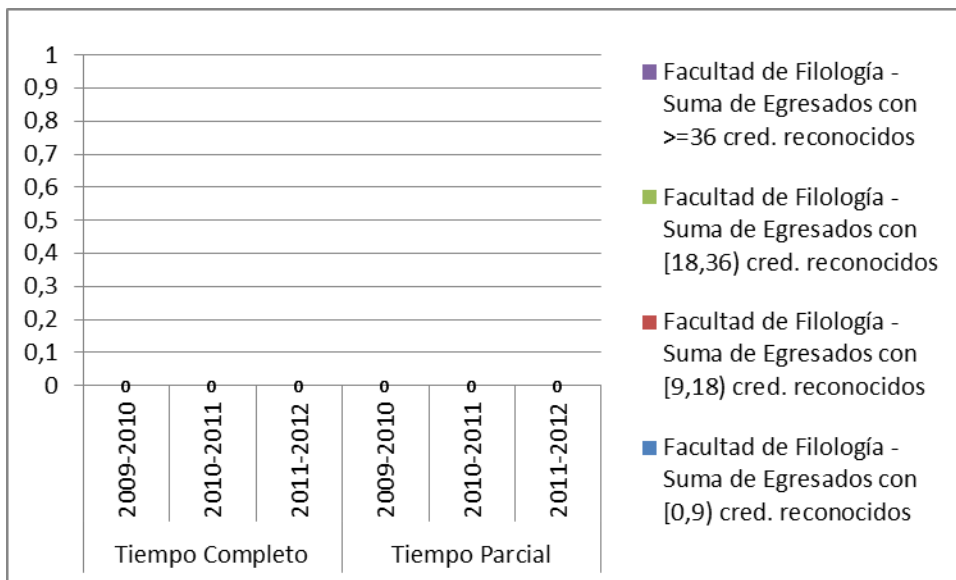 1
0,9
0,8
0,7
0,6
0,5
0,4
0,3
0,2
0,1
0
0 0 0 0 0 0
2009-2010
2010-2011
2011-2012
2009-2010
2010-2011
2011-2012
Tiempo Completo
Tiempo Parcial
Facultad de Filología -
Suma de Egresados con
>=36 cred. reconocidos
Facultad de Filología -
Suma de Egresados con
[18,36) cred. reconocidos
Facultad de Filología -
Suma de Egresados con
[9,18) cred. reconocidos
Facultad de Filología -
Suma de Egresados con
[0,9) cred. reconocidos